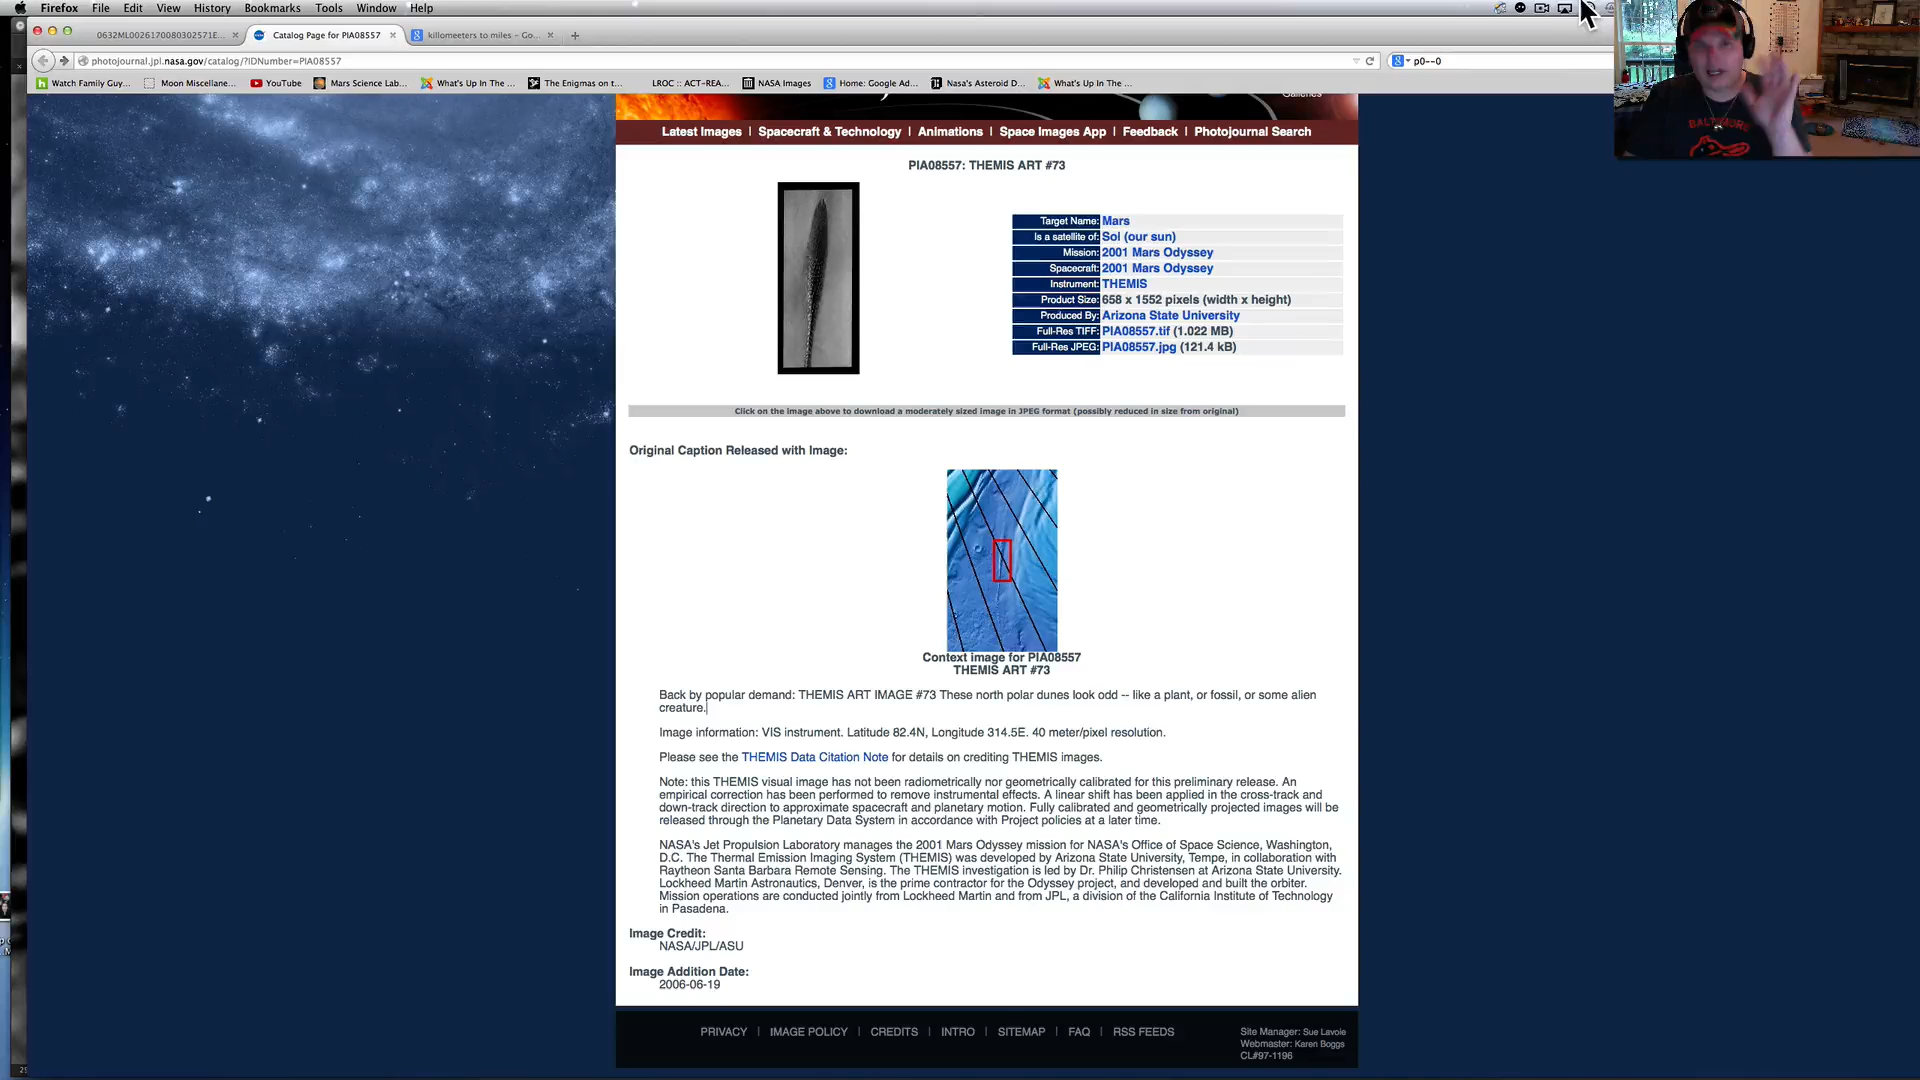 Firefox File Edit View History Bookmarks Tools Window Help
0632ML0026170080302571E... Catalog Page for PIA08557 killomeeters to miles - Go...
photojournal.jpl.nasa.gov/catalog/?IDNumber=PIA08557 p0--0
Watch Family Guy... Moon Miscellane... YouTube Mars Science Lab... What's Up In The ... The Enigmas on t... LROC :: ACT-REA... NASA Images Home: Google Ad... Nasa's Asteroid D... What's Up In The ...
Galleries
Latest Images | Spacecraft & Technology | Animations | Space Images App | Feedback | Photojournal Search
PIA08557: THEMIS ART #73
Target Name: Mars
Is a satellite of: Sol (our sun)
Mission: 2001 Mars Odyssey
Spacecraft: 2001 Mars Odyssey
Instrument: THEMIS
Product Size: 658 x 1552 pixels (width x height)
Produced By: Arizona State University
Full-Res TIFF: PIA08557.tif (1.022 MB)
Full-Res JPEG: PIA08557.jpg (121.4 kB)
Click on the image above to download a moderately sized image in JPEG format (possibly reduced in size from original)
Original Caption Released with Image:
Context image for PIA08557
THEMIS ART #73
Back by popular demand: THEMIS ART IMAGE #73 These north polar dunes look odd -- like a plant, or fossil, or some alien
creature.
Image information: VIS instrument. Latitude 82.4N, Longitude 314.5E. 40 meter/pixel resolution.
Please see the THEMIS Data Citation Note for details on crediting THEMIS images.
Note: this THEMIS visual image has not been radiometrically nor geometrically calibrated for this preliminary release. An
empirical correction has been performed to remove instrumental effects. A linear shift has been applied in the cross-track and
down-track direction to approximate spacecraft and planetary motion. Fully calibrated and geometrically projected images will be
released through the Planetary Data System in accordance with Project policies at a later time.
NASA's Jet Propulsion Laboratory manages the 2001 Mars Odyssey mission for NASA's Office of Space Science, Washington,
D.C. The Thermal Emission Imaging System (THEMIS) was developed by Arizona State University, Tempe, in collaboration with
Raytheon Santa Barbara Remote Sensing. The THEMIS investigation is led by Dr. Philip Christensen at Arizona State University.
Lockheed Martin Astronautics, Denver, is the prime contractor for the Odyssey project, and developed and built the orbiter.
Mission operations are conducted jointly from Lockheed Martin and from JPL, a division of the California Institute of Technology
in Pasadena.
Image Credit:
NASA/JPL/ASU
Image Addition Date:
2006-06-19
PRIVACY | IMAGE POLICY | CREDITS | INTRO | SITEMAP | FAQ | RSS FEEDS
Site Manager: Sue Lavoie
Webmaster: Karen Boggs
CL#97-1196
BALTIMORE